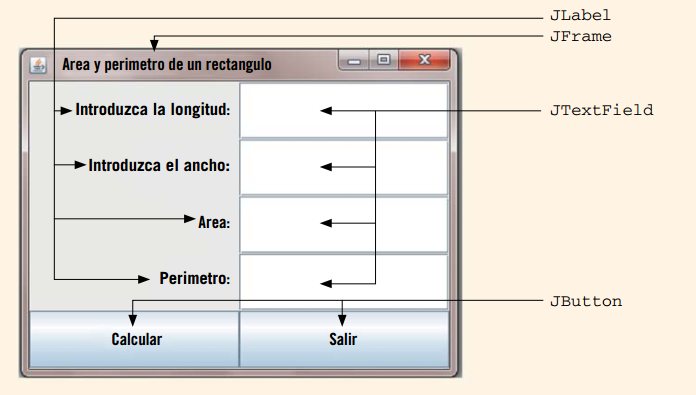 JLabel
JFrame
Area y perimetro de un rectangulo
Introduzca la longitud:
JTextField
Introduzca el ancho:
Area:
Perimetro:
JButton
Calcular
Salir